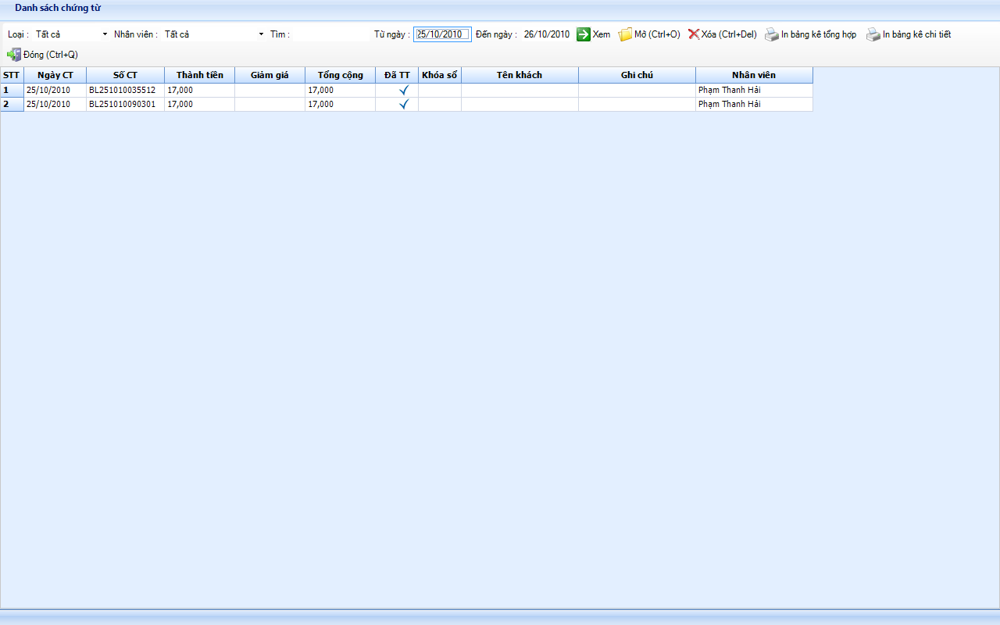 Danh sách chứng từ
Loại : Tất cả Nhân viên : Tất cả Tìm : Từ ngày : 25/10/2010 Đến ngày : 26/10/2010 Xem Mở (Ctrl+O) Xóa (Ctrl+Del) In bảng kê tổng hợp In bảng kê chi tiết
Đóng (Ctrl+Q)
STT Ngày CT Số CT Thành tiền Giảm giá Tổng cộng Đã TT Khóa số Tên khách Ghi chú Nhân viên
1 25/10/2010 BL251010035512 17,000 17,000 Phạm Thanh Hải
2 25/10/2010 BL251010090301 17,000 17,000 Phạm Thanh Hải